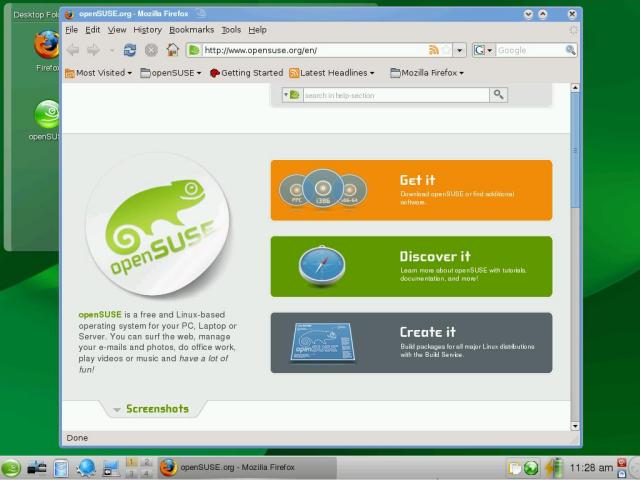 Desktop Fol
openSUSE.org - Mozilla Firefox
Firefo
openSU
File Edit View History Bookmarks Tools Help
http://www.opensuse.org/en/
Google
Most Visited openSUSE Getting Started Latest Headlines Mozilla Firefox
search in help-section
openSUSE
PPC i386 x86-64
Get it
Download openSUSE or find additional
software.
Discover it
Learn more about openSUSE with tutorials,
documentation, and more!
Create it
Build packages for all major Linux distributions
with the Build Service.
openSUSE is a free and Linux-based
operating system for your PC, Laptop or
Server. You can surf the web, manage
your e-mails and photos, do office work,
play videos or music and have a lot of
fun!
Screenshots
Done
1 2
3 4
openSUSE.org - Mozilla Firefox
11:28 am